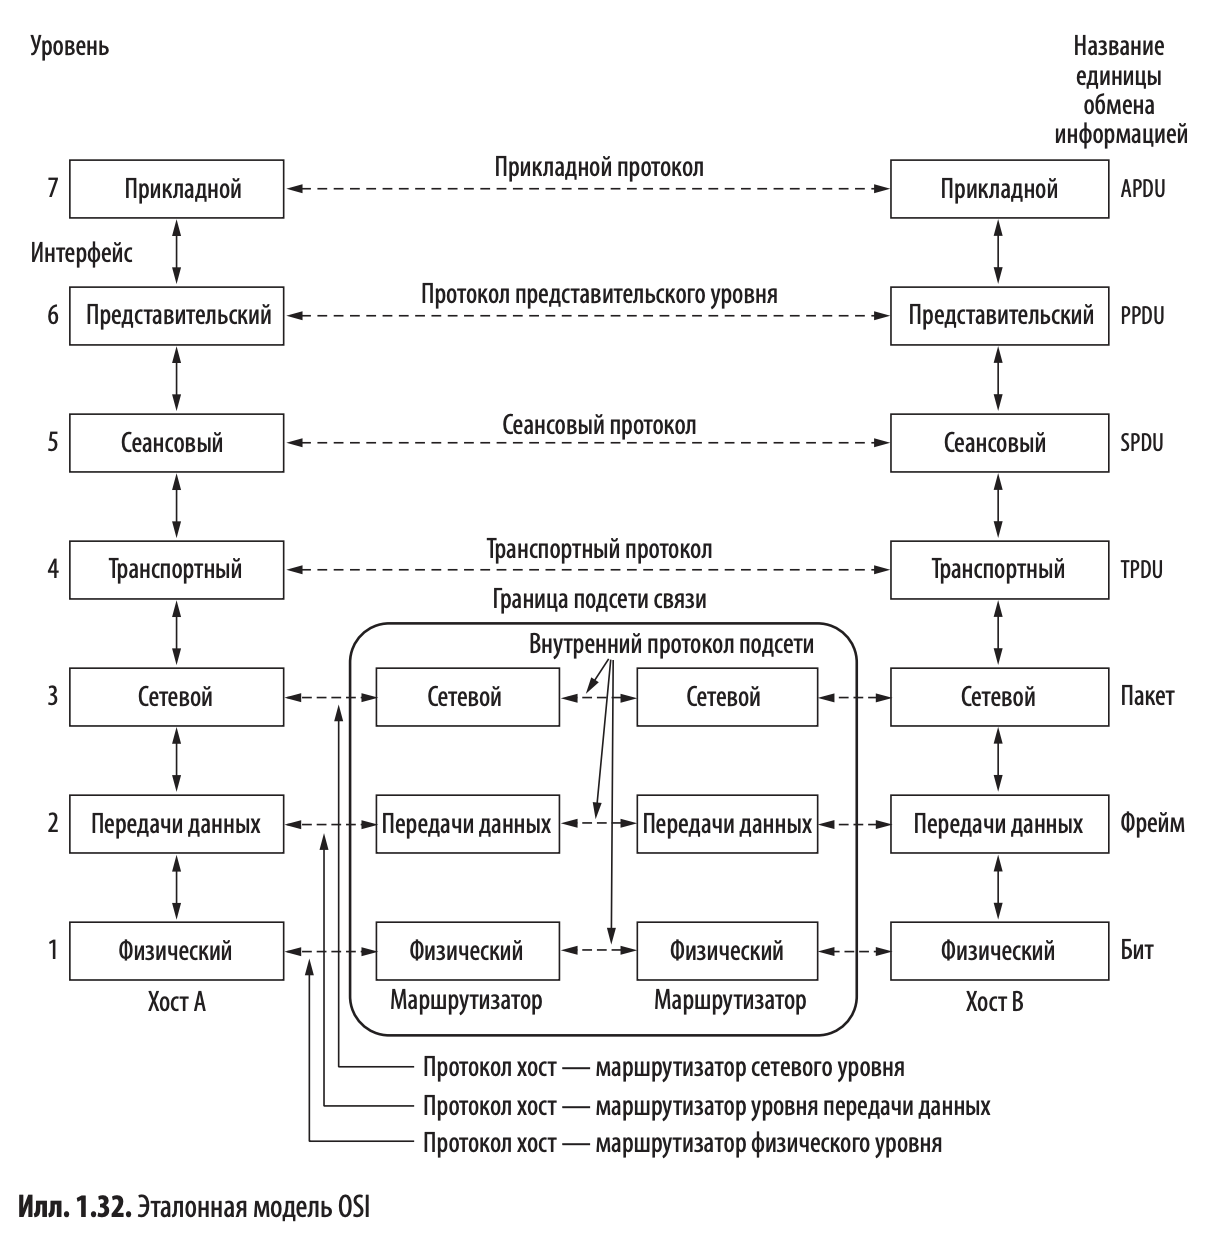 Уровень
Название
единицы
обмена
информацией
Прикладной протокол
7 Прикладной Прикладной APDU
Интерфейс
Протокол представительского уровня
6 Представительский Представительский PPDU
Сеансовый протокол
5 Сеансовый Сеансовый SPDU
Транспортный протокол
4 Транспортный Транспортный TPDU
Граница подсети связи
Внутренний протокол подсети
3 Сетевой Сетевой Сетевой Сетевой Пакет
2 Передачи данных Передачи данных Передачи данных Передачи данных Фрейм
1 Физический Физический Физический Физический Бит
Хост A Маршрутизатор Маршрутизатор Хост B
Протокол хост — маршрутизатор сетевого уровня
Протокол хост — маршрутизатор уровня передачи данных
Протокол хост — маршрутизатор физического уровня
Илл. 1.32. Эталонная модель OSI